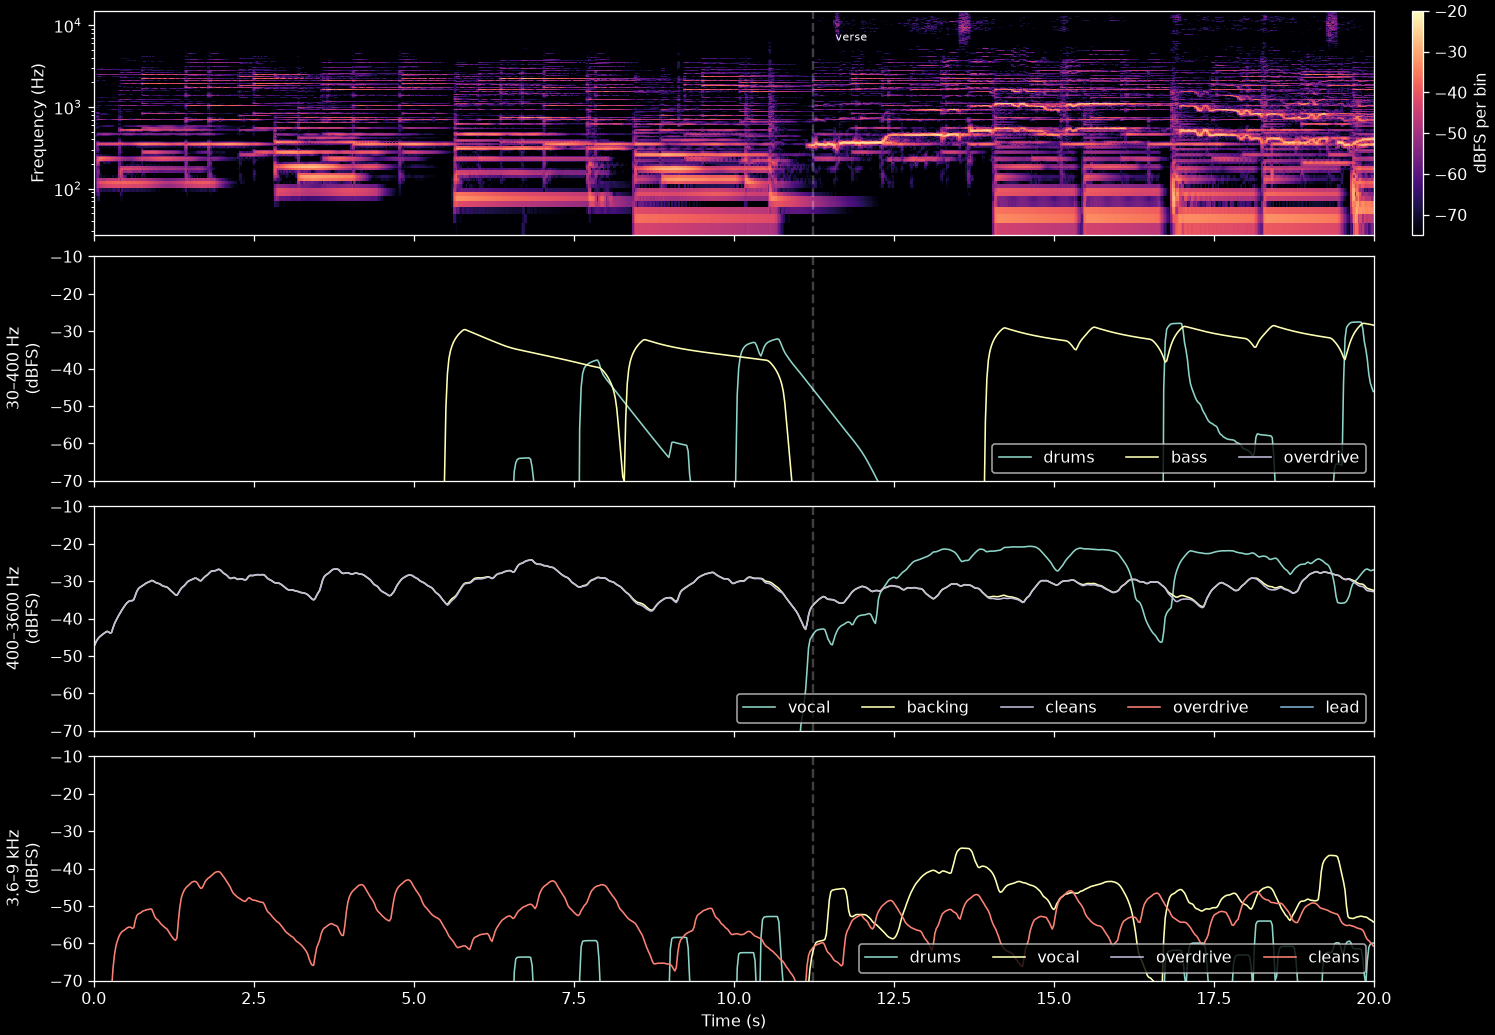 10⁴
10³
10²
Frequency (Hz)
verse
−20
−30
−40
−50
−60
−70
dBFS per bin
−10
−20
−30
−40
−50
−60
−70
30–400 Hz
(dBFS)
drums bass overdrive
−10
−20
−30
−40
−50
−60
−70
400–3600 Hz
(dBFS)
vocal backing cleans overdrive lead
−10
−20
−30
−40
−50
−60
−70
3.6–9 kHz
(dBFS)
drums vocal overdrive cleans
0.0 2.5 5.0 7.5 10.0 12.5 15.0 17.5 20.0
Time (s)